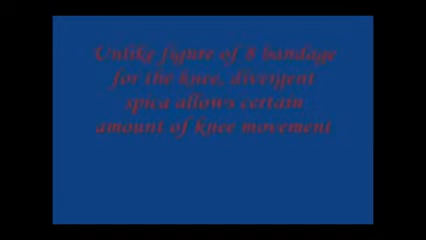 Unlike figure of 8 bandage
for the knee, divergent
spica allows certain
amount of knee movement